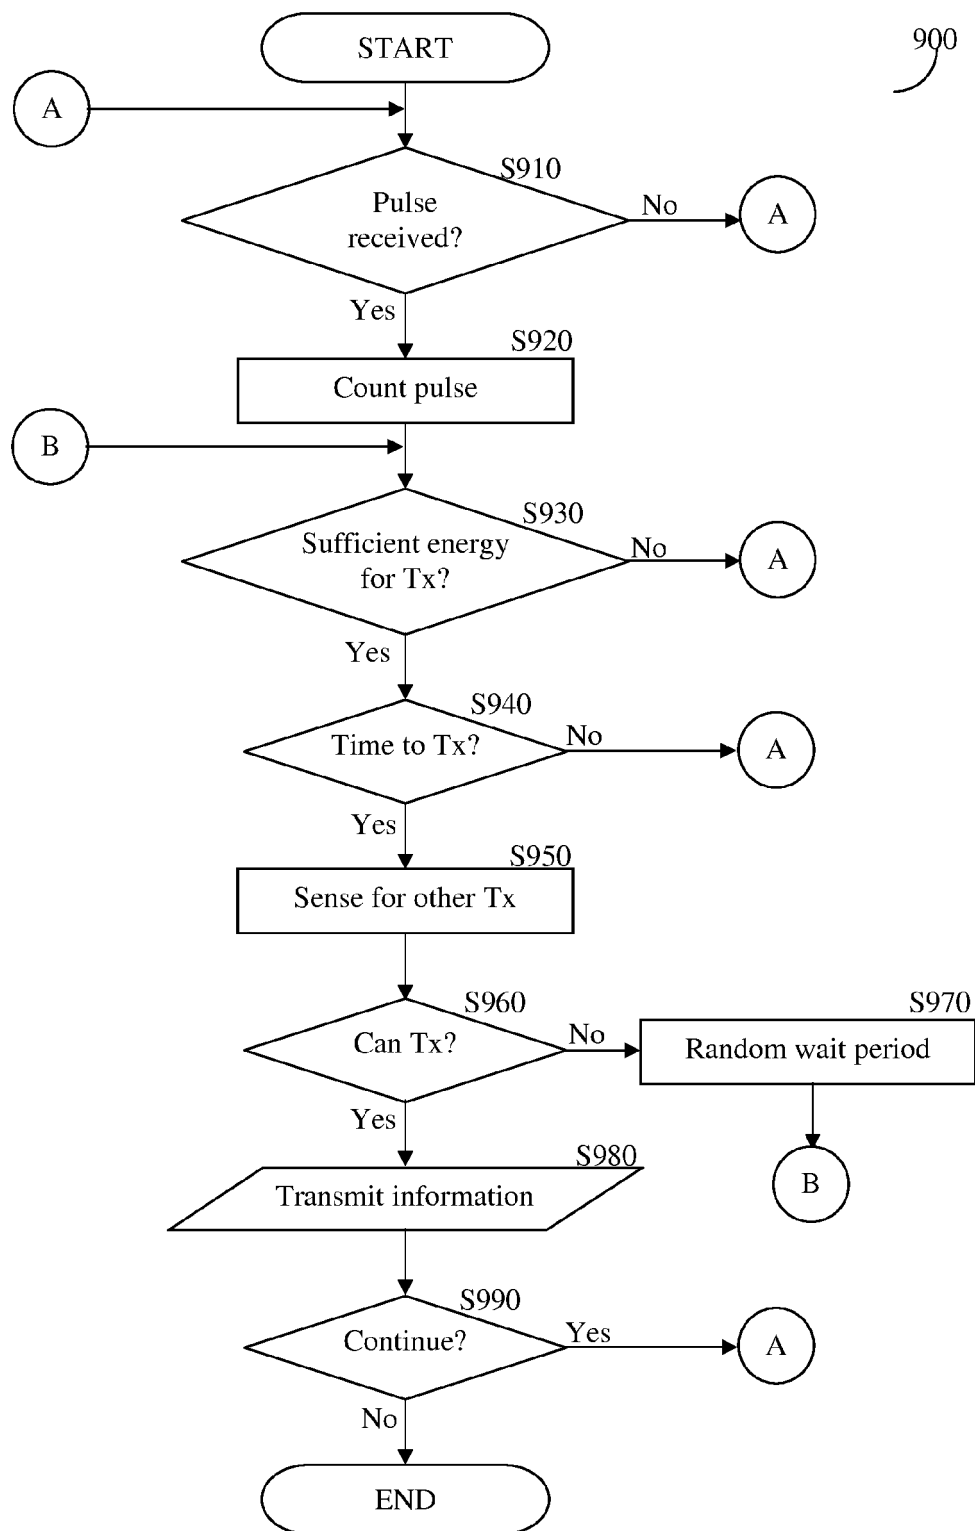 START
900
A
S910
Pulse
received?
No
A
Yes
S920
Count pulse
B
S930
Sufficient energy
for Tx?
No
A
Yes
S940
Time to Tx?
No
A
Yes
S950
Sense for other Tx
S960
Can Tx?
No
S970
Random wait period
Yes
B
S980
Transmit information
S990
Continue?
Yes
A
No
END